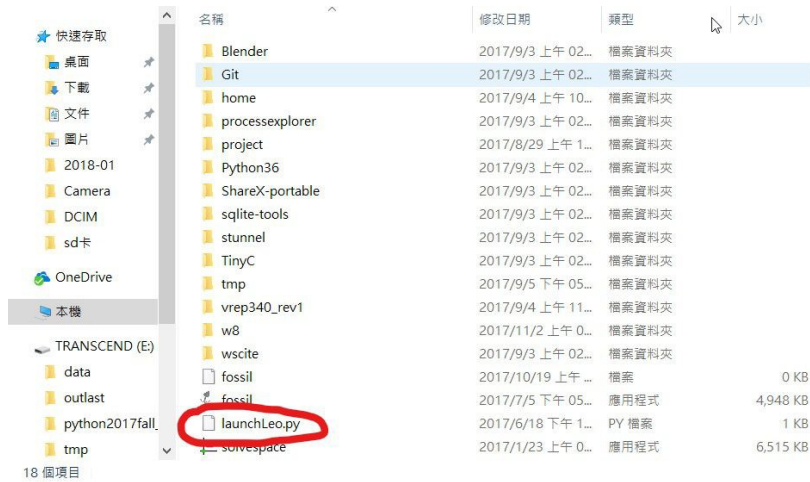 名稱 修改日期 類型 大小
快速存取
桌面
下載
文件
圖片
2018-01
Camera
DCIM
sd卡
OneDrive
本機
TRANSCEND (E:)
data
outlast
python2017fall_
tmp
Blender 2017/9/3 上午 02... 檔案資料夾
Git 2017/9/3 上午 02... 檔案資料夾
home 2017/9/4 上午 10... 檔案資料夾
processexplorer 2017/9/3 上午 02... 檔案資料夾
project 2017/8/29 上午 1... 檔案資料夾
Python36 2017/9/3 上午 02... 檔案資料夾
ShareX-portable 2017/9/3 上午 02... 檔案資料夾
sqlite-tools 2017/9/3 上午 02... 檔案資料夾
stunnel 2017/9/3 上午 02... 檔案資料夾
TinyC 2017/9/3 上午 02... 檔案資料夾
tmp 2017/9/5 下午 05... 檔案資料夾
vrep340_rev1 2017/9/4 上午 11... 檔案資料夾
w8 2017/11/2 上午 0... 檔案資料夾
wscite 2017/9/3 上午 02... 檔案資料夾
fossil 2017/10/19 上午 ... 檔案 0 KB
fossil 2017/7/5 下午 05... 應用程式 4,948 KB
launchLeo.py 2017/6/18 下午 1... PY 檔案 1 KB
solvespace 2017/1/23 上午 0... 應用程式 6,515 KB
18 個項目